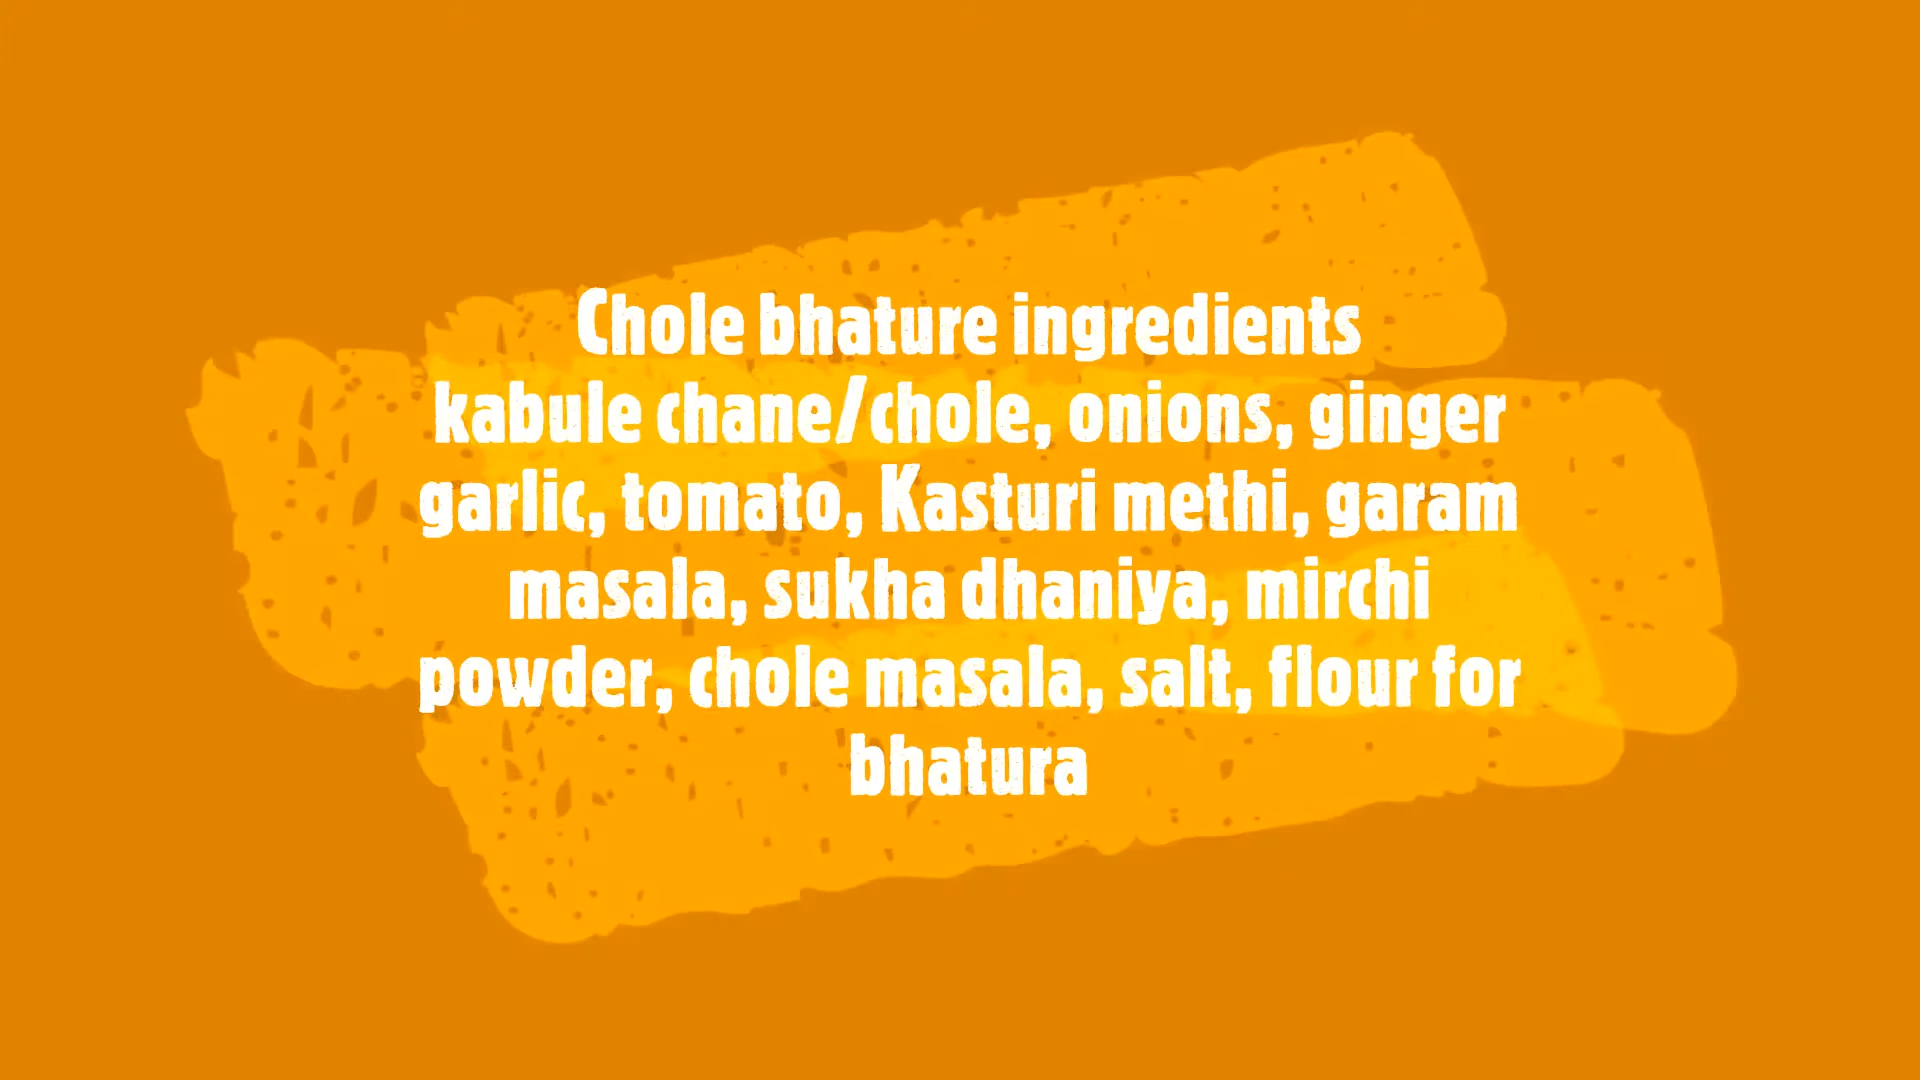 Chole bhature ingredients
kabule chane/chole, onions, ginger
garlic, tomato, Kasturi methi, garam
masala, sukha dhaniya, mirchi
powder, chole masala, salt, flour for
bhatura